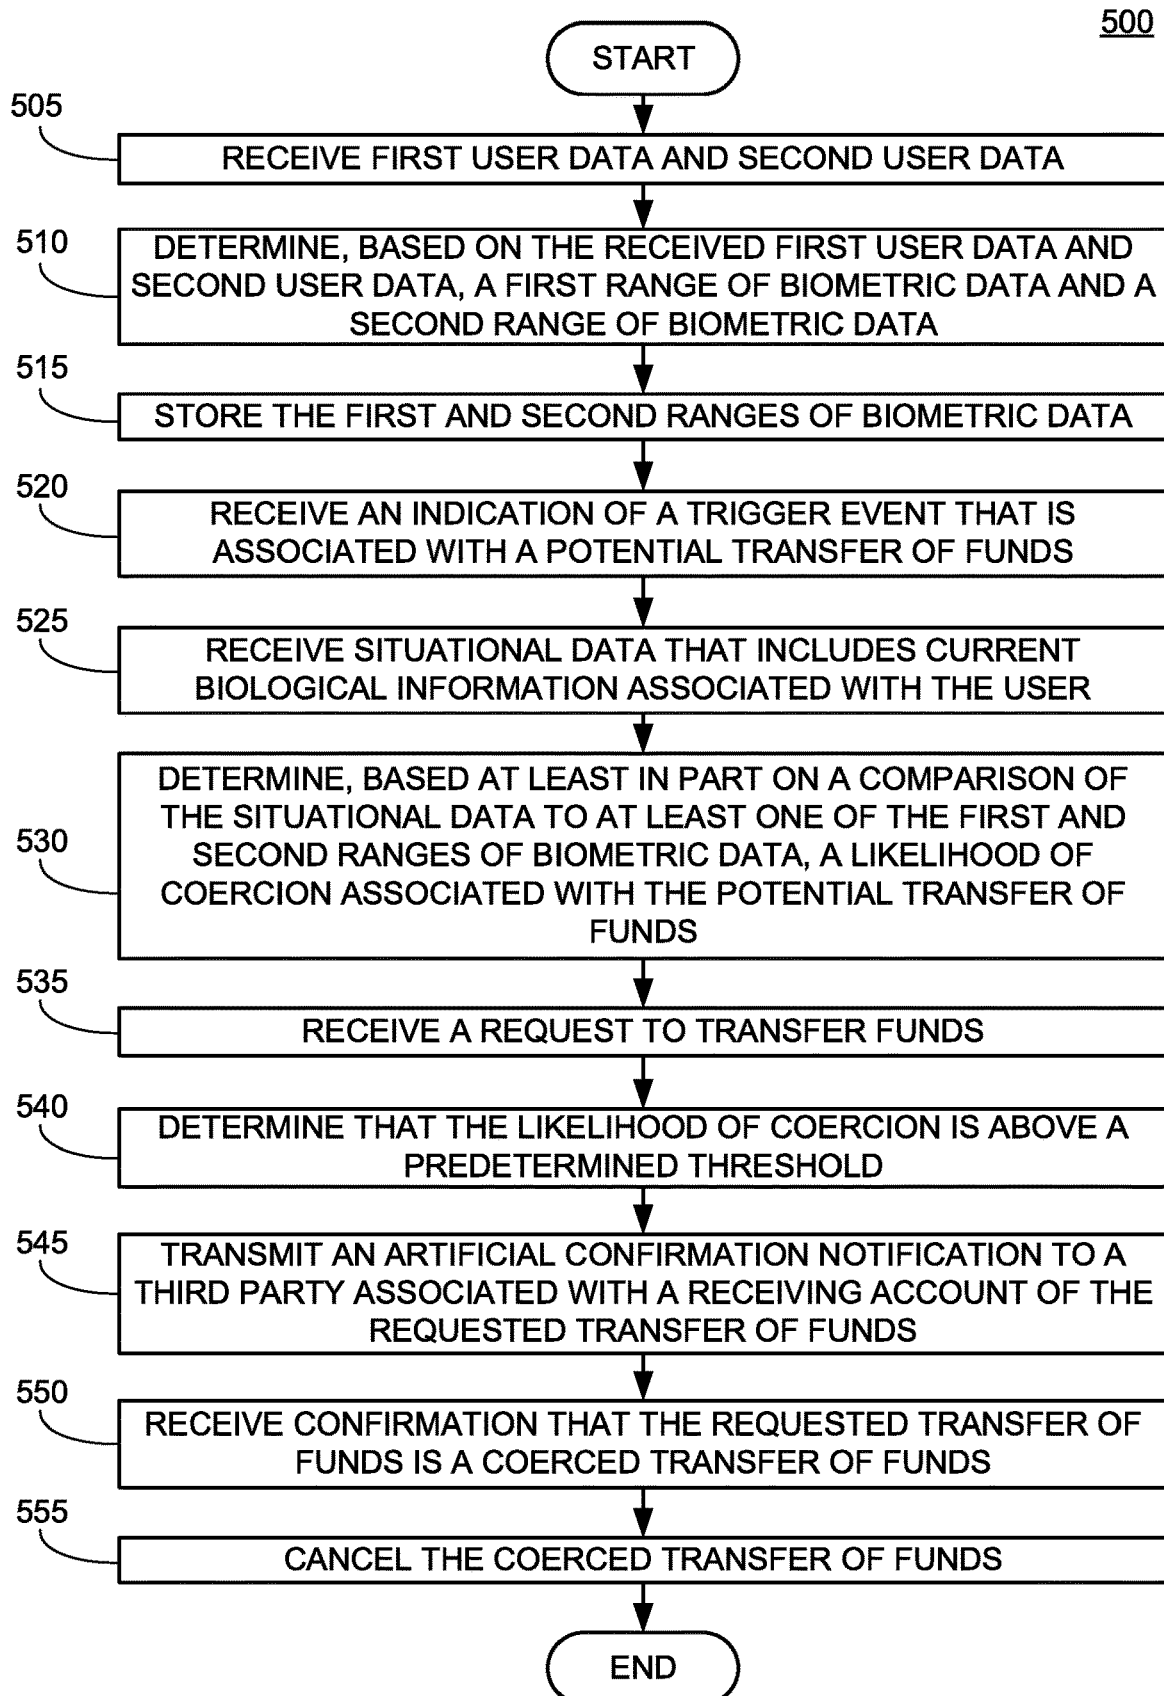 500
START
505
RECEIVE FIRST USER DATA AND SECOND USER DATA
510
DETERMINE, BASED ON THE RECEIVED FIRST USER DATA AND
SECOND USER DATA, A FIRST RANGE OF BIOMETRIC DATA AND A
SECOND RANGE OF BIOMETRIC DATA
515
STORE THE FIRST AND SECOND RANGES OF BIOMETRIC DATA
520
RECEIVE AN INDICATION OF A TRIGGER EVENT THAT IS
ASSOCIATED WITH A POTENTIAL TRANSFER OF FUNDS
525
RECEIVE SITUATIONAL DATA THAT INCLUDES CURRENT
BIOLOGICAL INFORMATION ASSOCIATED WITH THE USER
530
DETERMINE, BASED AT LEAST IN PART ON A COMPARISON OF
THE SITUATIONAL DATA TO AT LEAST ONE OF THE FIRST AND
SECOND RANGES OF BIOMETRIC DATA, A LIKELIHOOD OF
COERCION ASSOCIATED WITH THE POTENTIAL TRANSFER OF
FUNDS
535
RECEIVE A REQUEST TO TRANSFER FUNDS
540
DETERMINE THAT THE LIKELIHOOD OF COERCION IS ABOVE A
PREDETERMINED THRESHOLD
545
TRANSMIT AN ARTIFICIAL CONFIRMATION NOTIFICATION TO A
THIRD PARTY ASSOCIATED WITH A RECEIVING ACCOUNT OF THE
REQUESTED TRANSFER OF FUNDS
550
RECEIVE CONFIRMATION THAT THE REQUESTED TRANSFER OF
FUNDS IS A COERCED TRANSFER OF FUNDS
555
CANCEL THE COERCED TRANSFER OF FUNDS
END